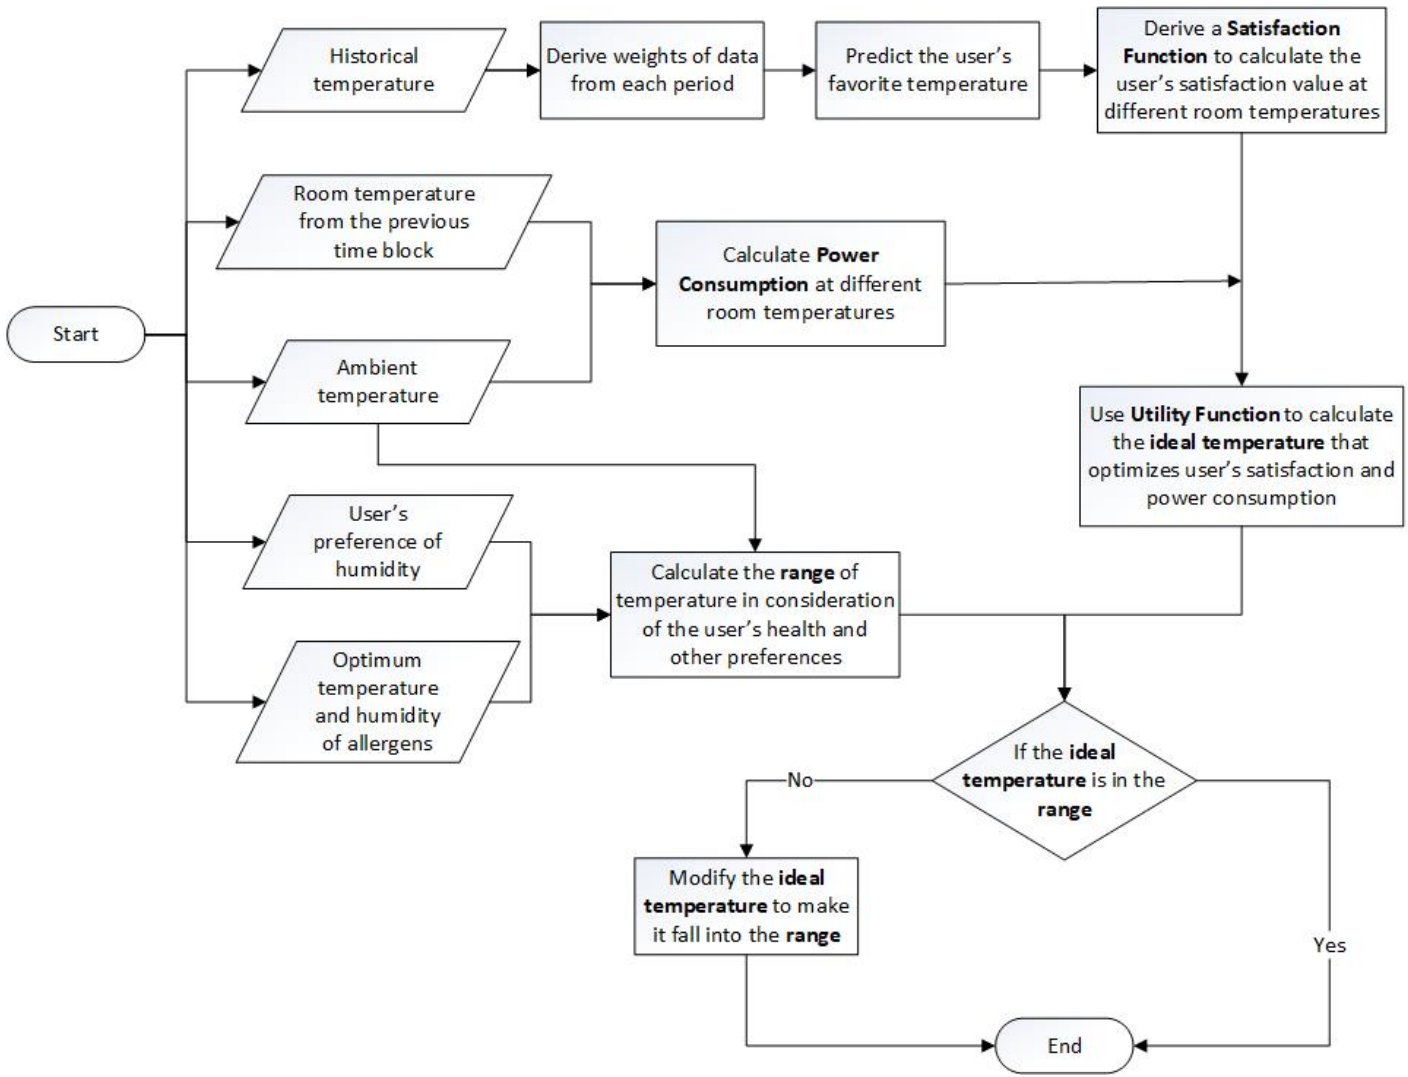 Historical
temperature
Derive weights of data
from each period
Predict the user's
favorite temperature
Derive a Satisfaction
Function to calculate the
user's satisfaction value at
different room temperatures
Room temperature
from the previous
time block
Calculate Power
Consumption at different
room temperatures
Start
Ambient
temperature
Use Utility Function to calculate
the ideal temperature that
optimizes user's satisfaction and
power consumption
User's
preference of
humidity
Calculate the range of
temperature in consideration
of the user's health and
other preferences
Optimum
temperature
and humidity
of allergens
If the ideal
temperature is in the
range
No
Modify the ideal
temperature to make
it fall into the range
Yes
End